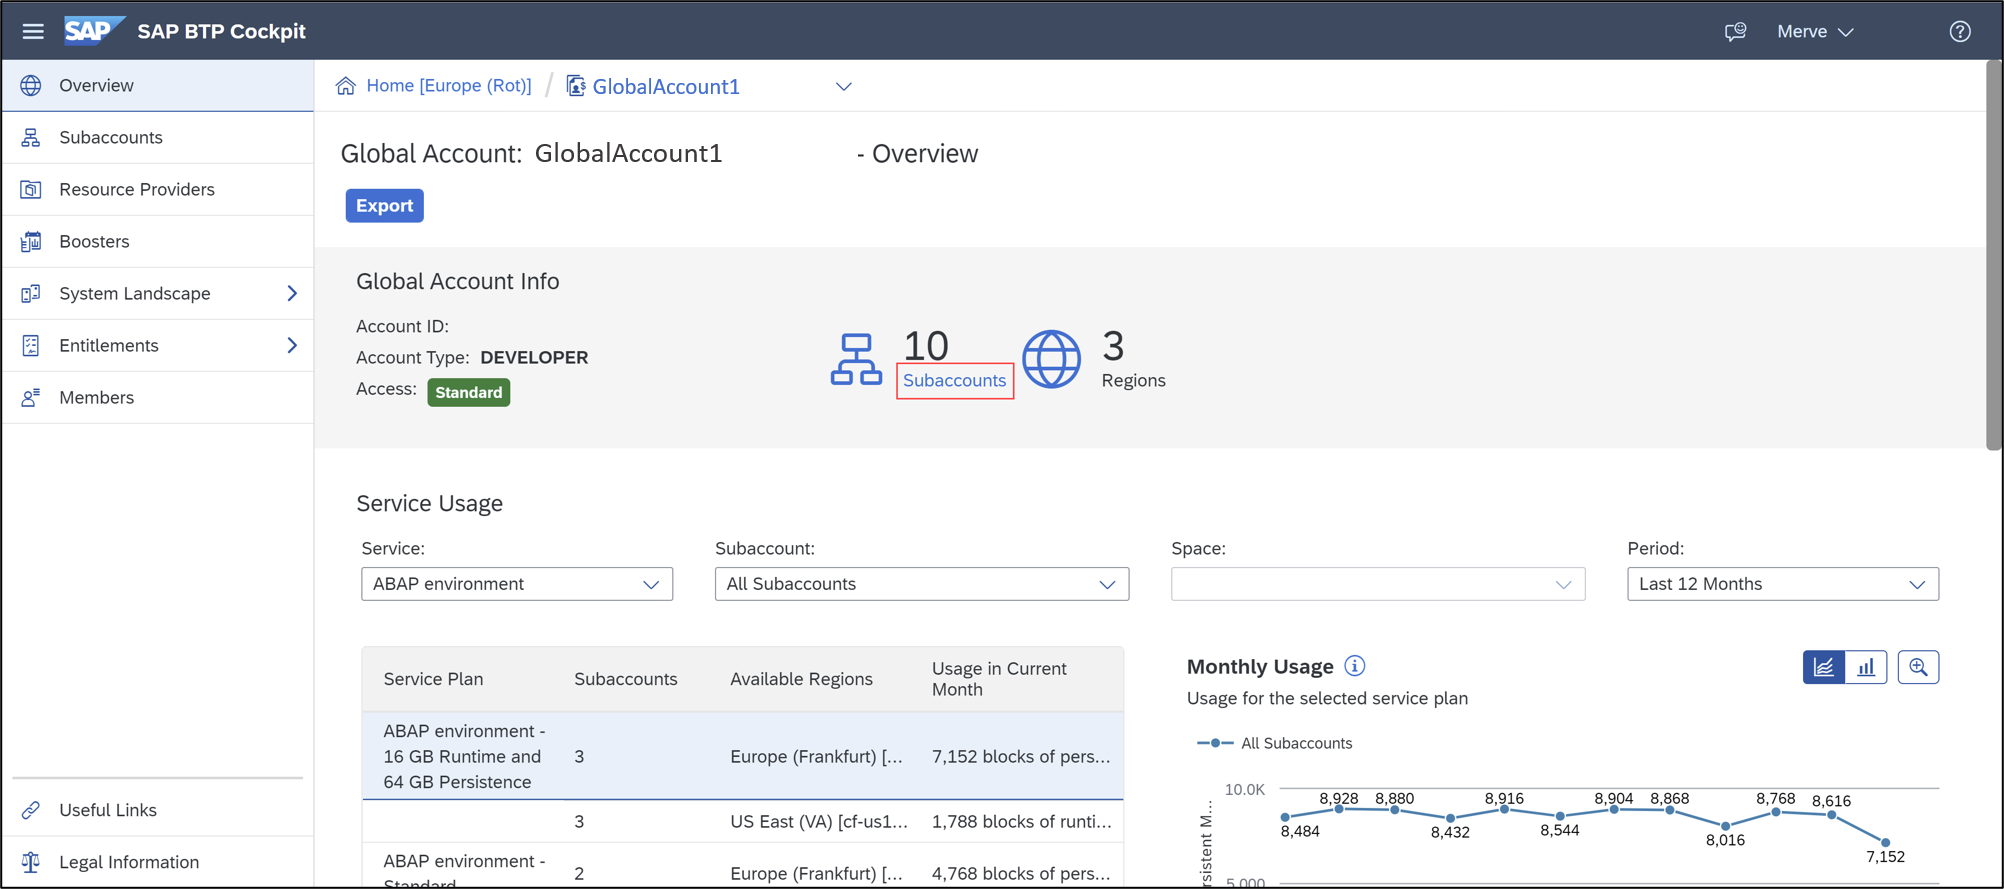 SAP SAP BTP Cockpit
Merve
Overview
Subaccounts
Resource Providers
Boosters
System Landscape
Entitlements
Members
Useful Links
Legal Information
Home [Europe (Rot)] / GlobalAccount1
Global Account: GlobalAccount1 - Overview
Export
Global Account Info
Account ID:
Account Type: DEVELOPER
Access: Standard
10
Subaccounts
3
Regions
Service Usage
Service:
ABAP environment
Subaccount:
All Subaccounts
Space:
Period:
Last 12 Months
Service Plan
Subaccounts
Available Regions
Usage in Current
Month
ABAP environment -
16 GB Runtime and
64 GB Persistence
3
Europe (Frankfurt) [...
7,152 blocks of pers...
3
US East (VA) [cf-us1...
1,788 blocks of runti...
ABAP environment -
Standard
2
Europe (Frankfurt) [...
4,768 blocks of pers...
Monthly Usage
Usage for the selected service plan
All Subaccounts
10.0K
5,000
8,484
8,928
8,880
8,432
8,916
8,544
8,904
8,868
8,016
8,768
8,616
7,152